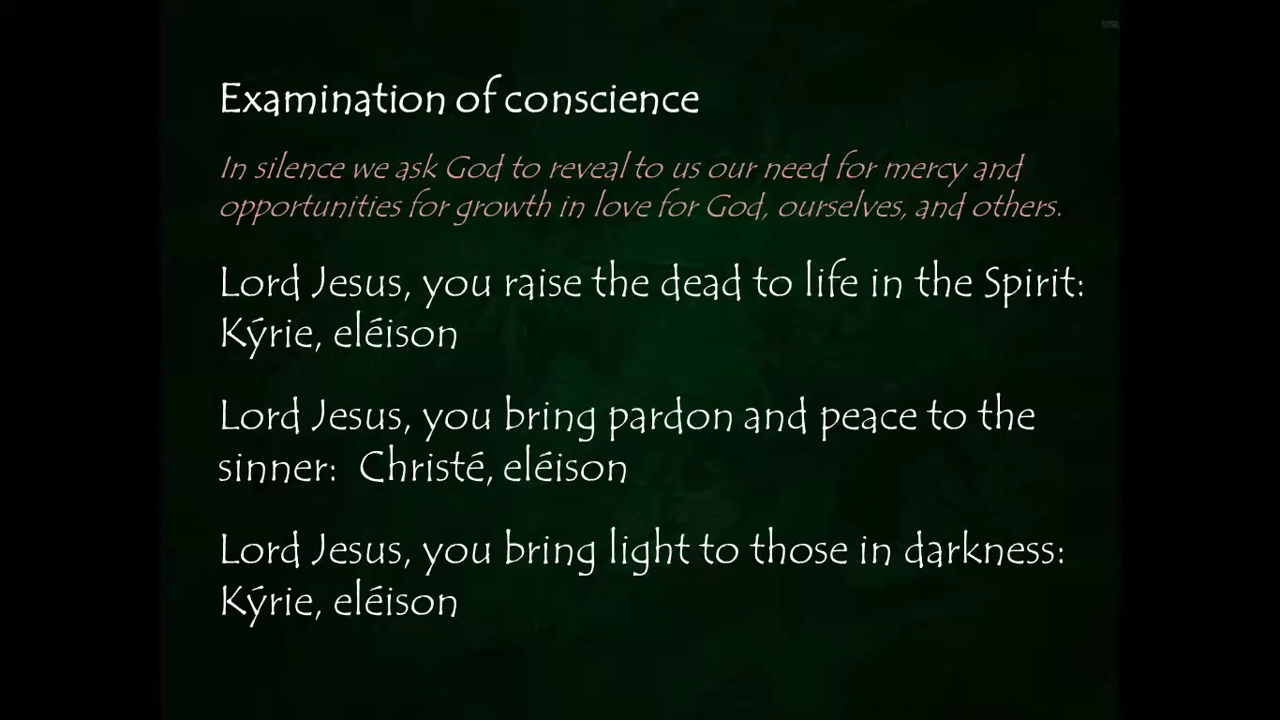 Examination of conscience
In silence we ask God to reveal to us our need for mercy and
opportunities for growth in love for God, ourselves, and others.
Lord Jesus, you raise the dead to life in the Spirit:
Kýrie, eléison
Lord Jesus, you bring pardon and peace to the
sinner:  Christé, eléison
Lord Jesus, you bring light to those in darkness:
Kýrie, eléison